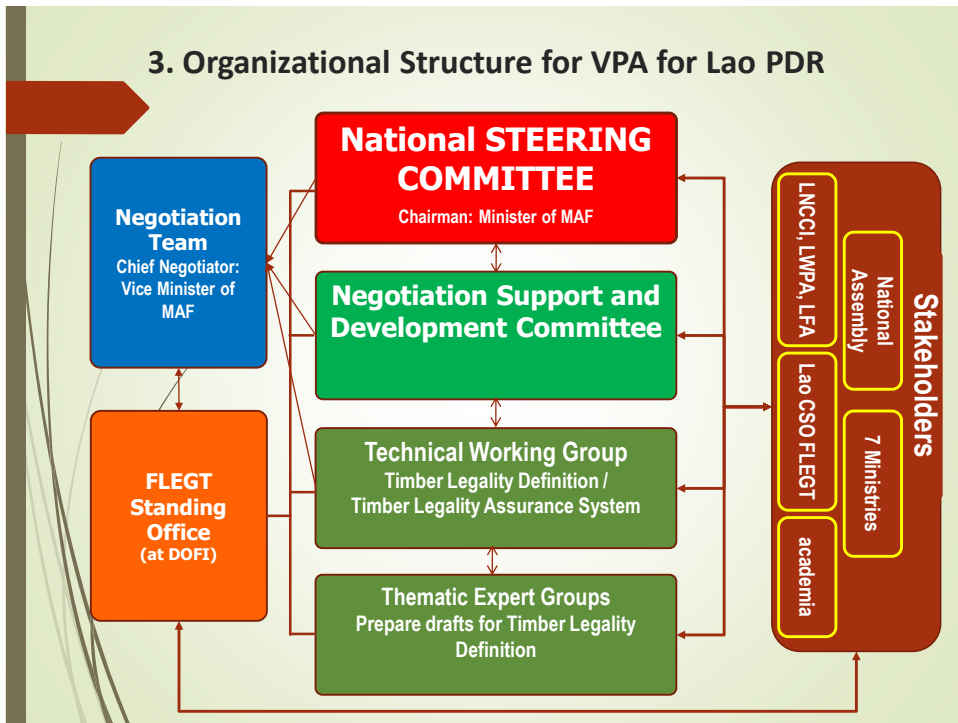 3. Organizational Structure for VPA for Lao PDR
National STEERING
COMMITTEE
Chairman: Minister of MAF
Negotiation
Team
Chief Negotiator:
Vice Minister of
MAF
Negotiation Support and
Development Committee
FLEGT
Standing
Office
(at DOFI)
Technical Working Group
Timber Legality Definition /
Timber Legality Assurance System
Thematic Expert Groups
Prepare drafts for Timber Legality
Definition
Stakeholders
National
Assembly
7 Ministries
LNCCI, LWPA, LFA
Lao CSO FLEGT
academia